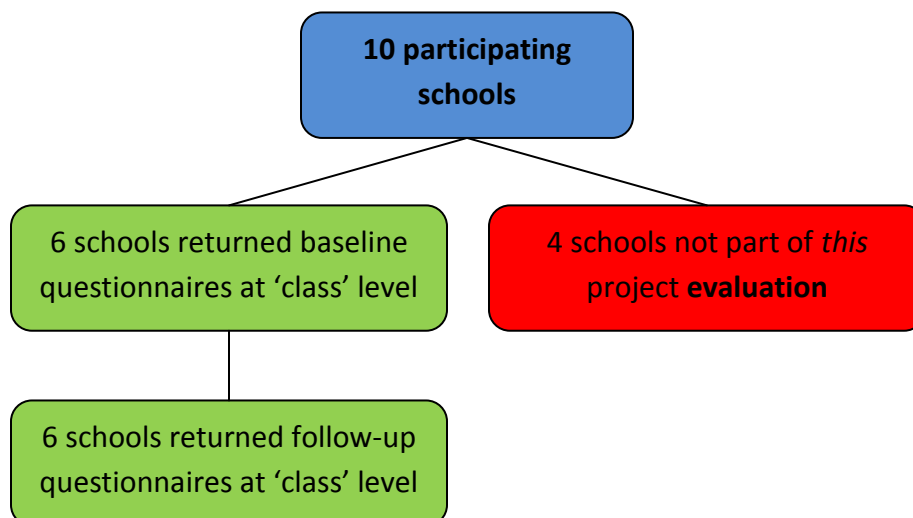 10 participating
schools
6 schools returned baseline
questionnaires at ‘class’ level
4 schools not part of this
project evaluation
6 schools returned follow-up
questionnaires at ‘class’ level